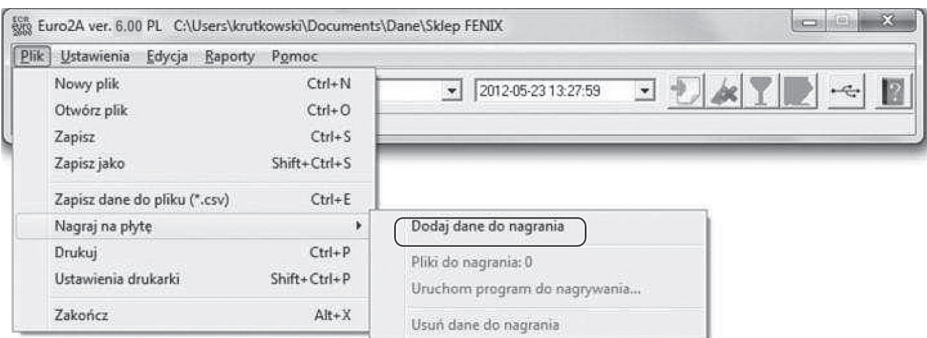 ECR
EURO
2000
Euro2A ver. 6.00 PL C:\Users\krutkowski\Documents\Dane\Sklep FENIX
Plik Ustawienia Edycja Raporty Pomoc
2012-05-23 13:27:59
Nowy plik Ctrl+N
Otwórz plik Ctrl+O
Zapisz Ctrl+S
Zapisz jako Shift+Ctrl+S
Zapisz dane do pliku (*.csv) Ctrl+E
Nagraj na płytę
Drukuj Ctrl+P
Ustawienia drukarki Shift+Ctrl+P
Zakończ Alt+X
Dodaj dane do nagrania
Pliki do nagrania: 0
Uruchom program do nagrywania...
Usuń dane do nagrania